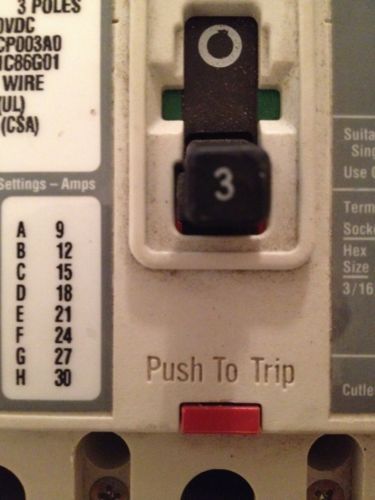 3 POLES
0VDC
CP003A0
1C86G01
WIRE
(UL)
(CSA)
Settings – Amps
A 9
B 12
C 15
D 18
E 21
F 24
G 27
H 30
O
3
Push To Trip
Suita
Sing
Use
Term
Socke
Hex
Size
3/16
Cutle